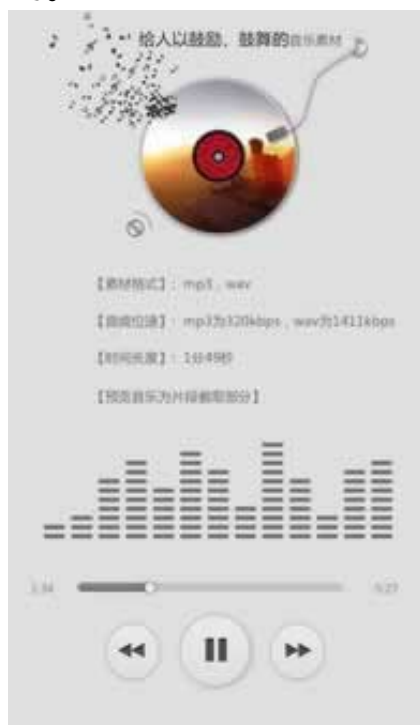 给人以鼓励、鼓舞的音乐素材
【素材格式】：mp3，wav
【音频位速】：mp3为320kbps，wav为1411kbps
【时间长度】：1分49秒
【预览音乐为片段截取部分】